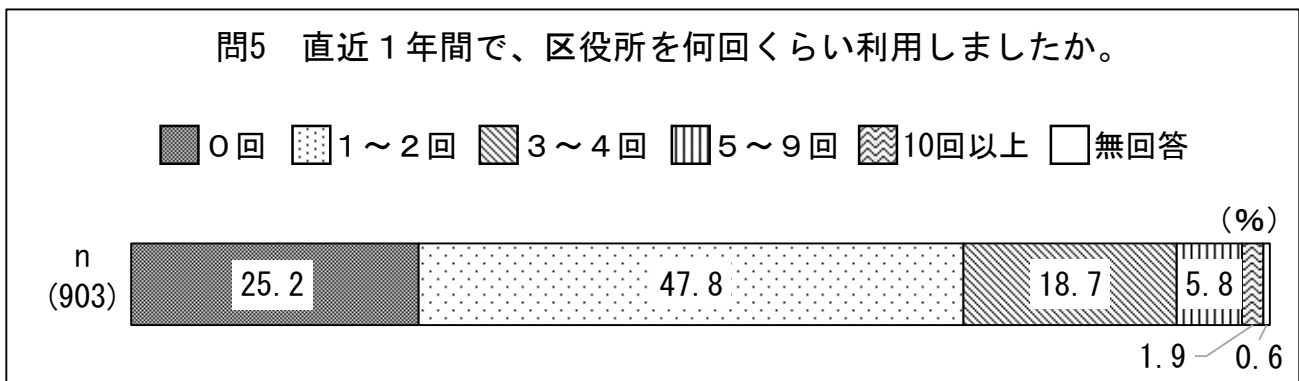 問5　直近１年間で、区役所を何回くらい利用しましたか。
０回 １～２回 ３～４回 ５～９回 10回以上 無回答
（％）
n
(903)
25.2 47.8 18.7 5.8
1.9 0.6